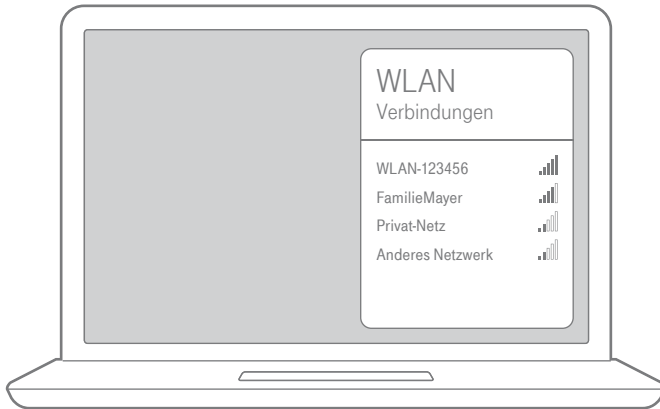 WLAN
Verbindungen
WLAN-123456
FamilieMayer
Privat-Netz
Anderes Netzwerk